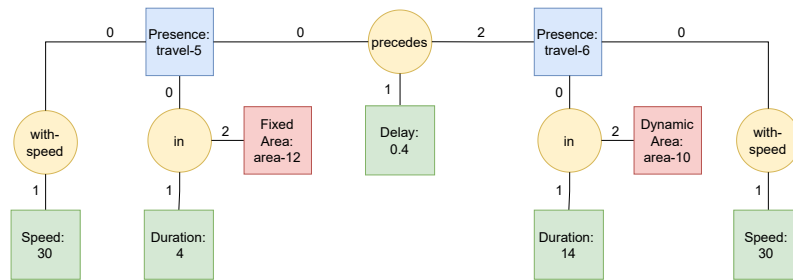 0
Presence:
travel-5
0
precedes
2
Presence:
travel-6
0
0
1
0
with-
speed
in
2
Fixed
Area:
area-12
Delay:
0.4
in
2
Dynamic
Area:
area-10
with-
speed
1
1
1
1
Speed:
30
Duration:
4
Duration:
14
Speed:
30